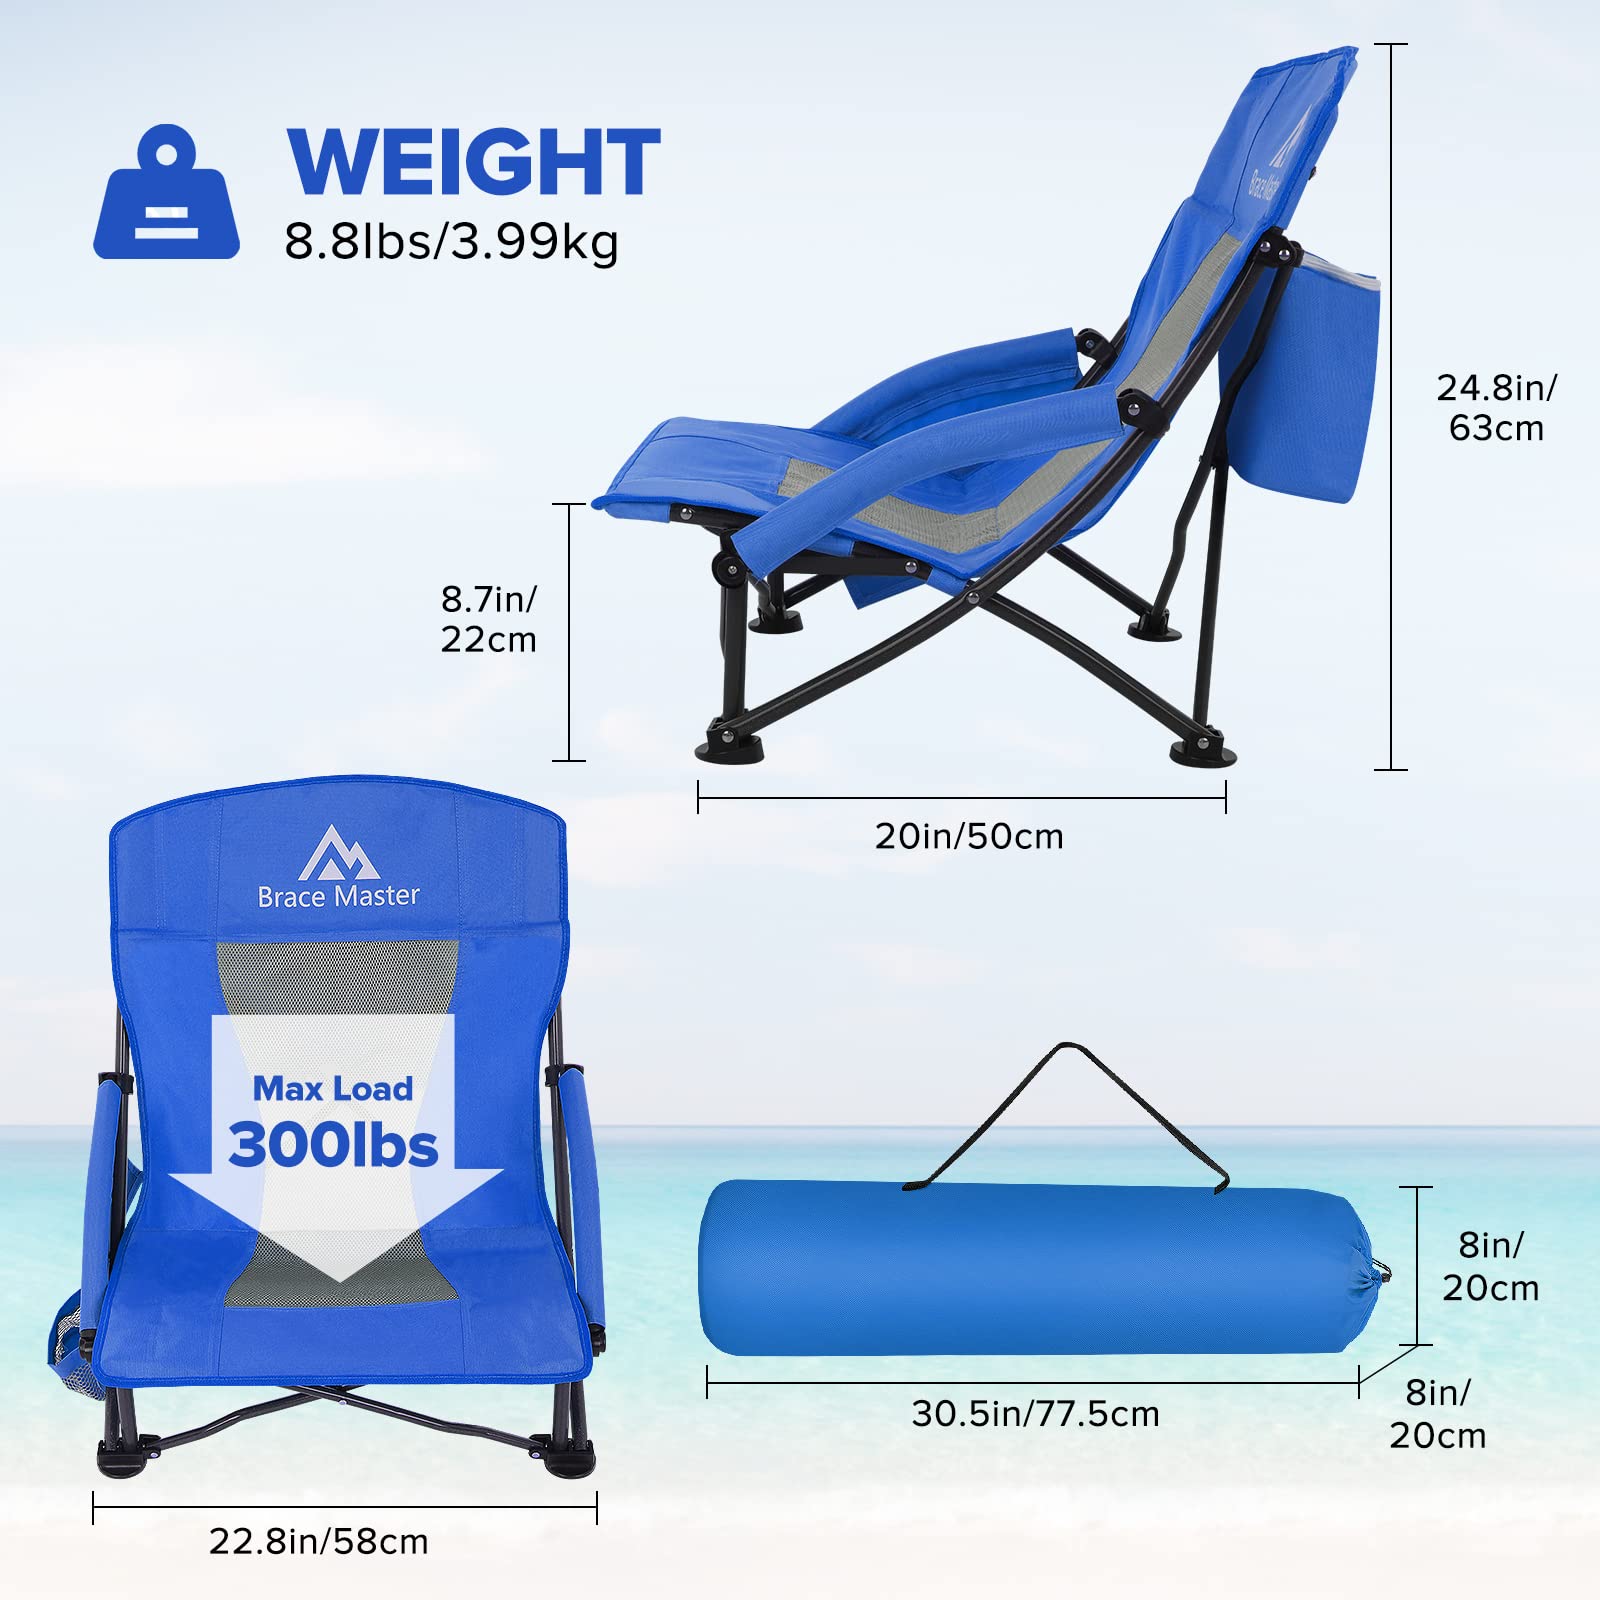 WEIGHT
8.8lbs/3.99kg
Brace Master
24.8in/
63cm
8.7in/
22cm
20in/50cm
Brace Master
Max Load
300lbs
22.8in/58cm
8in/
20cm
30.5in/77.5cm
8in/
20cm